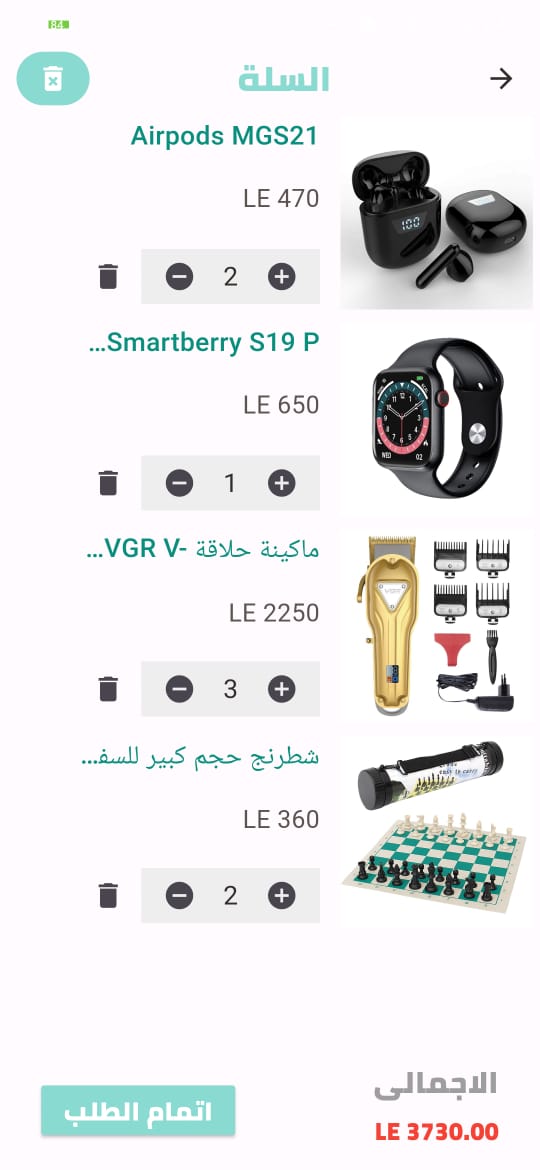 84
السلة
Airpods MGS21
LE 470
2
Smartberry S19 P...
LE 650
1
ماكينة حلاقة VGR V-...
LE 2250
3
شطرنج حجم كبير للسفـ...
LE 360
2
الاجمالى
LE 3730.00
اتمام الطلب